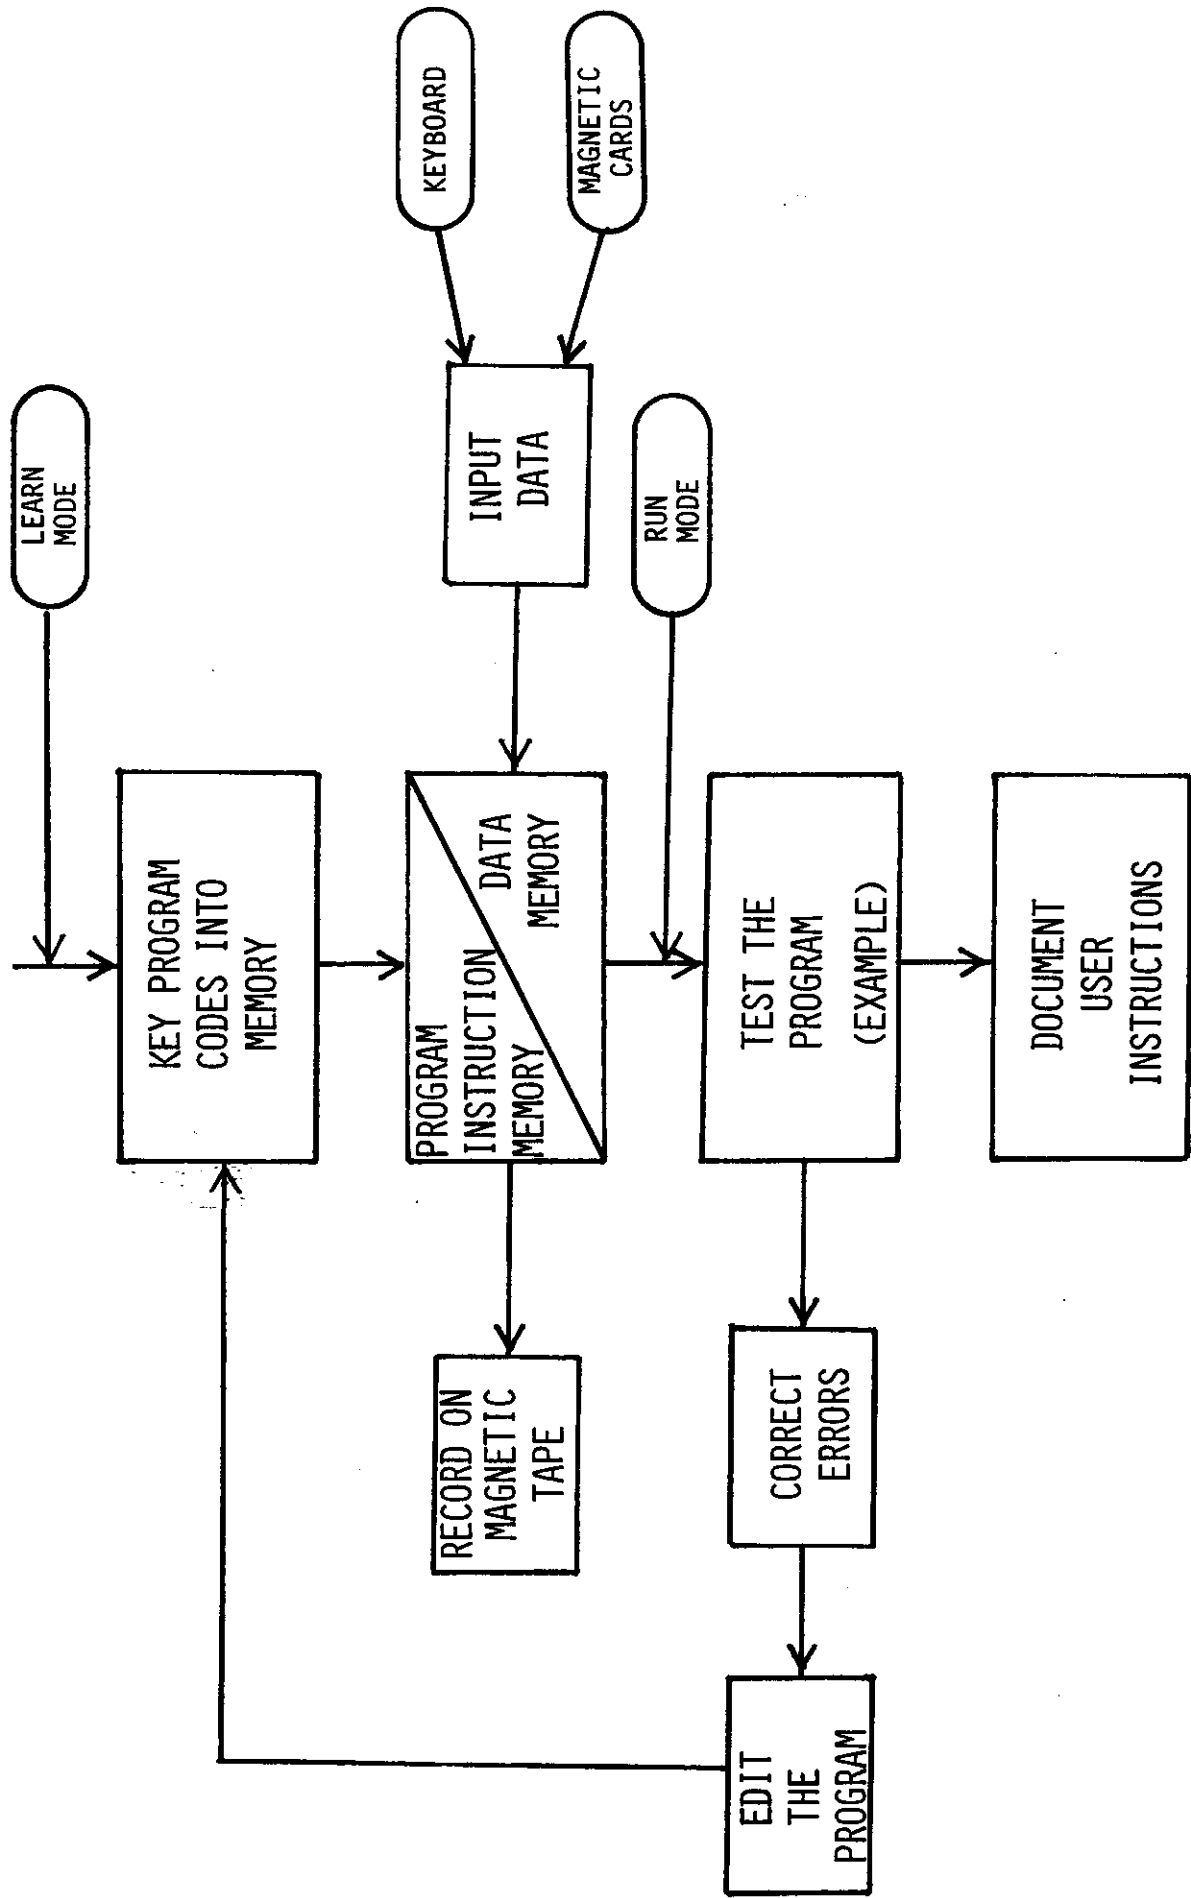 LEARN
MODE
KEY PROGRAM
CODES INTO
MEMORY
KEYBOARD
MAGNETIC
CARDS
INPUT
DATA
PROGRAM
INSTRUCTION
MEMORY
DATA
MEMORY
RECORD ON
MAGNETIC
TAPE
RUN
MODE
TEST THE
PROGRAM
(EXAMPLE)
CORRECT
ERRORS
EDIT
THE
PROGRAM
DOCUMENT
USER
INSTRUCTIONS